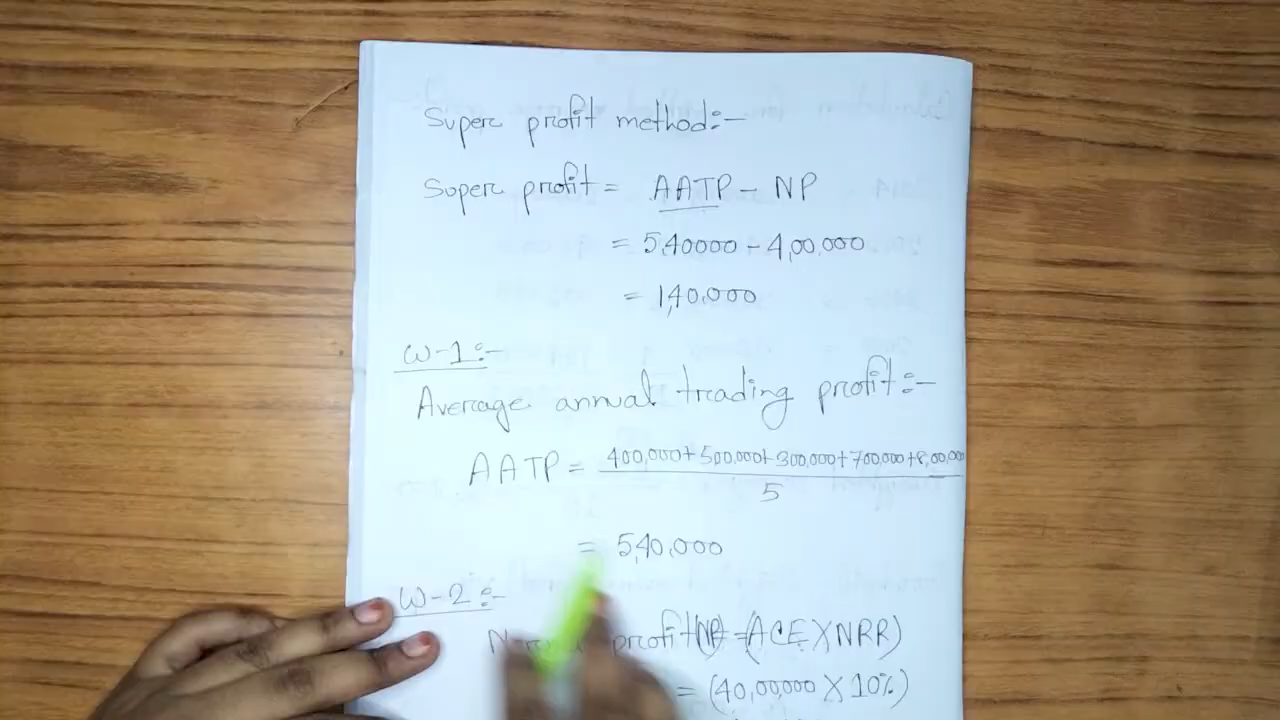 Super profit method:-
Super profit = AATP - NP
= 5,40000 - 4,00,000
= 1,40,000
W-1:-
Average annual trading profit:-
AATP = 400,000+500,000+300,000+700,000+8,00,000
5
= 5,40,000
W-2:-
profit(NP) = (ACE X NRR)
= (40,00,000 X 10%)